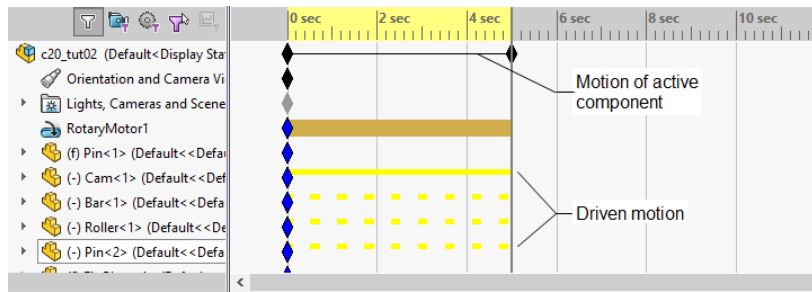 0 sec 2 sec 4 sec 6 sec 8 sec 10 sec
c20_tut02 (Default<Display Sta
Orientation and Camera Vi
Lights, Cameras and Scene
RotaryMotor1
(f) Pin<1> (Default<<Defau
(-) Cam<1> (Default<<Def
(-) Bar<1> (Default<<Defa
(-) Roller<1> (Default<<De
(-) Pin<2> (Default<<Defa
Motion of active
component
Driven motion